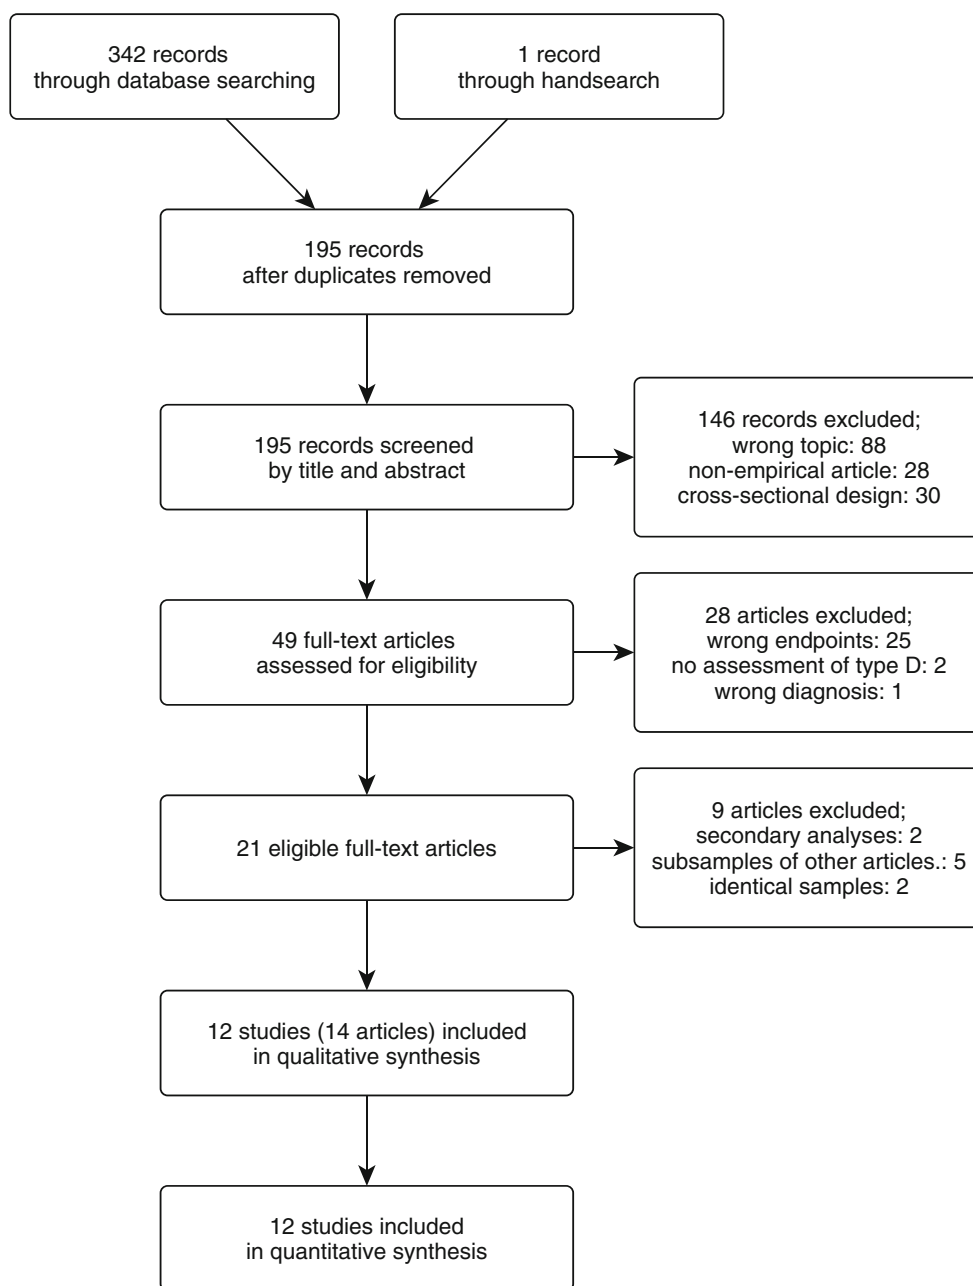 342 records
through database searching
1 record
through handsearch
195 records
after duplicates removed
195 records screened
by title and abstract
146 records excluded;
wrong topic: 88
non-empirical article: 28
cross-sectional design: 30
49 full-text articles
assessed for eligibility
28 articles excluded;
wrong endpoints: 25
no assessment of type D: 2
wrong diagnosis: 1
21 eligible full-text articles
9 articles excluded;
secondary analyses: 2
subsamples of other articles.: 5
identical samples: 2
12 studies (14 articles) included
in qualitative synthesis
12 studies included
in quantitative synthesis